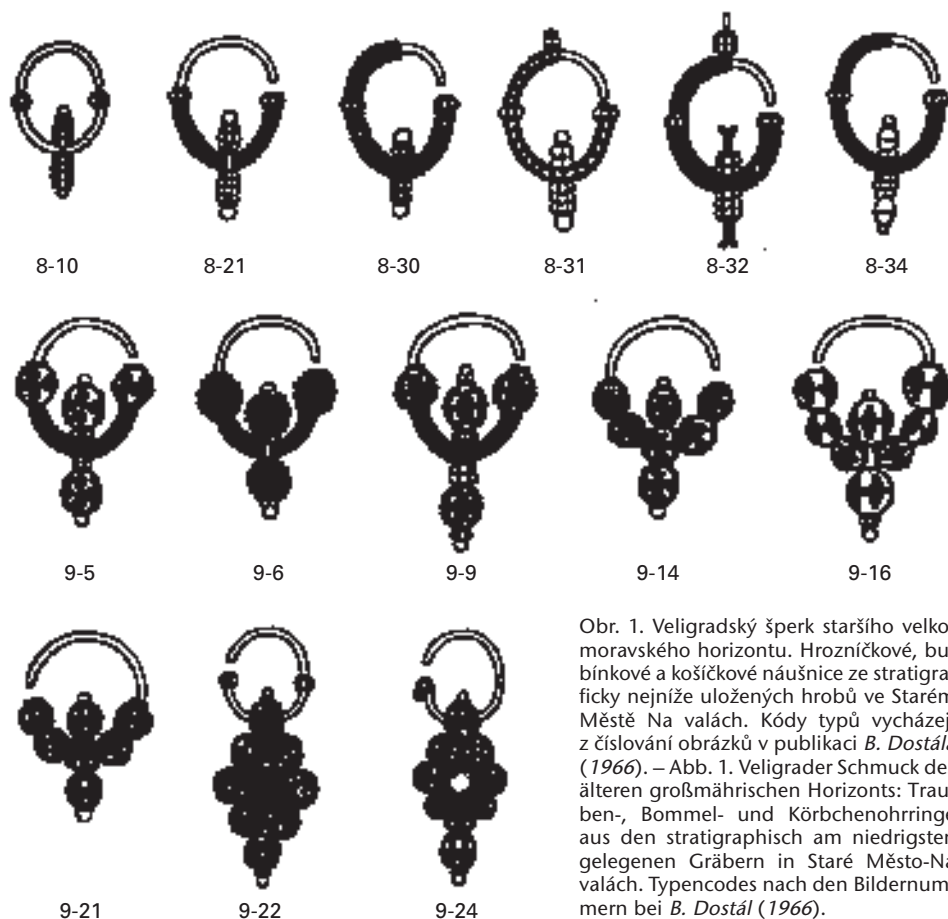 8-10 8-21 8-30 8-31 8-32 8-34
9-5 9-6 9-9 9-14 9-16
9-21 9-22 9-24
Obr. 1. Veligradský šperk staršího velko
moravského horizontu. Hrozníčkové, bu
bínkové a košíčkové náušnice ze stratigra
ficky nejníže uložených hrobů ve Starém
Městě Na valách. Kódy typů vycházej
z číslování obrázků v publikaci B. Dostála
(1966). – Abb. 1. Veligrader Schmuck de
älteren großmährischen Horizonts: Trau
ben-, Bommel- und Körbchenohrringe
aus den stratigraphisch am niedrigsten
gelegenen Gräbern in Staré Město-Na
valách. Typencodes nach den Bildernum
mern bei B. Dostál (1966).